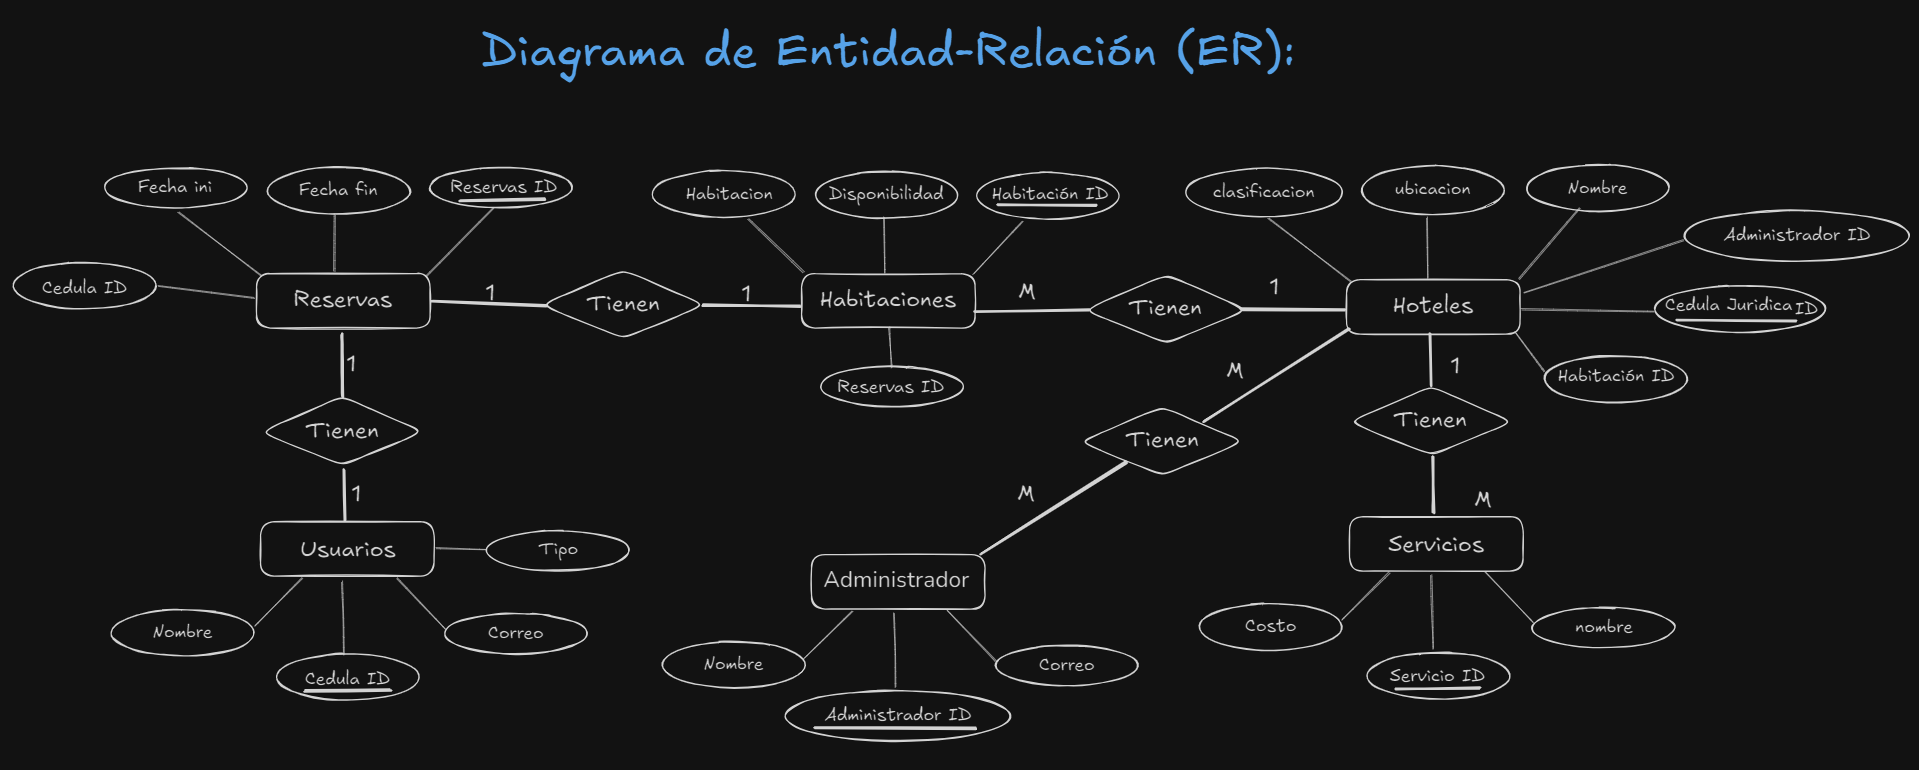 Diagrama de Entidad-Relación (ER):
Fecha ini
Fecha fin
Reservas ID
Habitacion
Disponibilidad
Habitación ID
clasificacion
ubicacion
Nombre
Administrador ID
Cedula ID
Reservas
1
Tienen
1
Habitaciones
M
Tienen
1
Hoteles
Cedula Juridica ID
Habitación ID
Reservas ID
1
Tienen
1
M
Tienen
M
1
Tienen
M
Usuarios
Tipo
Administrador
Servicios
Nombre
Cedula ID
Correo
Nombre
Administrador ID
Correo
Costo
Servicio ID
nombre